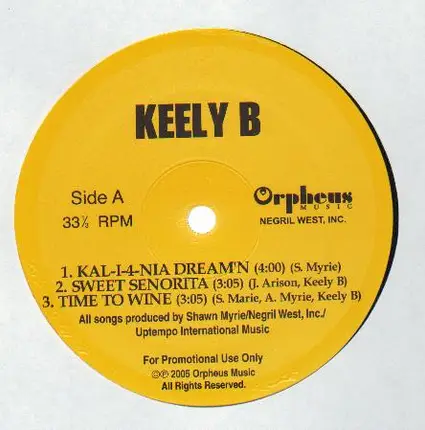 KEELY B
Side A
33⅓ RPM
Orpheus
MUSIC
NEGRIL WEST, INC.
1. KAL-I-4-NIA DREAM'N (4:00) (S. Myrie)
2. SWEET SENORITA (3:05) (J. Arison, Keely B)
3. TIME TO WINE (3:05) (S. Marie, A. Myrie, Keely B)
All songs produced by Shawn Myrie/Negril West, Inc./
Uptempo International Music
For Promotional Use Only
©℗ 2005 Orpheus Music
All Rights Reserved.